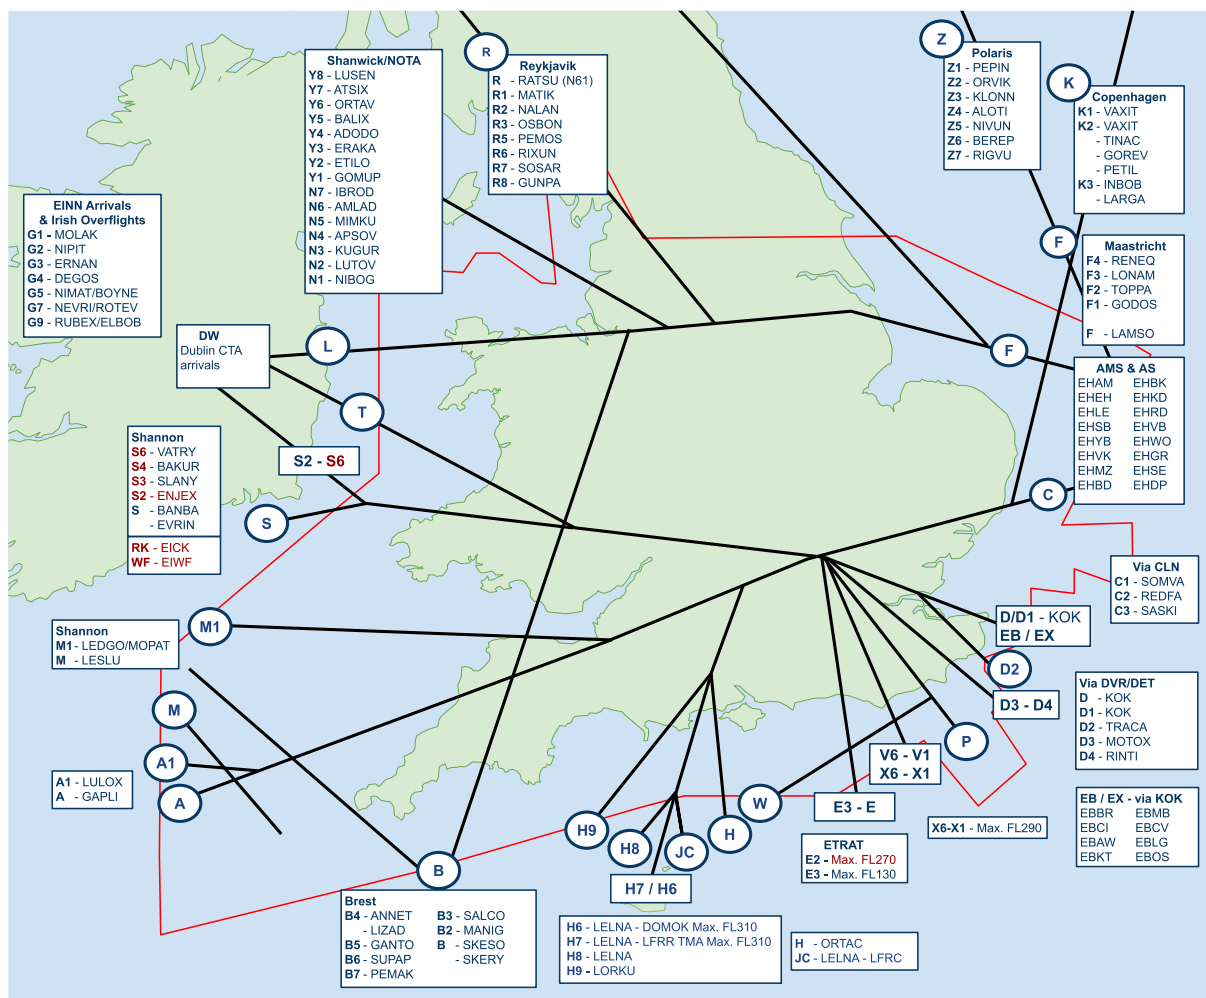 R
Z
K
Shanwick/NOTA
Y8 - LUSEN
Y7 - ATSIX
Y6 - ORTAV
Y5 - BALIX
Y4 - ADODO
Y3 - ERAKA
Y2 - ETILO
Y1 - GOMUP
N7 - IBROD
N6 - AMLAD
N5 - MIMKU
N4 - APSOV
N3 - KUGUR
N2 - LUTOV
N1 - NIBOG
Reykjavik
R - RATSU (N61)
R1 - MATIK
R2 - NALAN
R3 - OSBON
R5 - PEMOS
R6 - RIXUN
R7 - SOSAR
R8 - GUNPA
Polaris
Z1 - PEPIN
Z2 - ORVIK
Z3 - KLONN
Z4 - ALOTI
Z5 - NIVUN
Z6 - BEREP
Z7 - RIGVU
Copenhagen
K1 - VAXIT
K2 - VAXIT
- TINAC
- GOREV
- PETIL
K3 - INBOB
- LARGA
EINN Arrivals
& Irish Overflights
G1 - MOLAK
G2 - NIPIT
G3 - ERNAN
G4 - DEGOS
G5 - NIMAT/BOYNE
G7 - NEVRI/ROTEV
G9 - RUBEX/ELBOB
F
Maastricht
F4 - RENEQ
F3 - LONAM
F2 - TOPPA
F1 - GODOS
F - LAMSO
DW
Dublin CTA
arrivals
L
F
T
AMS & AS
EHAM EHBK
EHEH EHKD
EHLE EHRD
EHSB EHVB
EHYB EHWO
EHVK EHGR
EHMZ EHSE
EHBD EHDP
Shannon
S6 - VATRY
S4 - BAKUR
S3 - SLANY
S2 - ENJEX
S - BANBA
- EVRIN
RK - EICK
WF - EIWF
S2 - S6
S
C
Via CLN
C1 - SOMVA
C2 - REDFA
C3 - SASKI
M1
Shannon
M1- LEDGO/MOPAT
M - LESLU
D/D1 - KOK
EB / EX
D2
D3 - D4
Via DVR/DET
D - KOK
D1 - KOK
D2 - TRACA
D3 - MOTOX
D4 - RINTI
M
A1
A
A1 - LULOX
A - GAPLI
P
V6 - V1
X6 - X1
W
E3 - E
H9
H8
JC
H
B
H7 / H6
X6-X1 - Max. FL290
EB / EX - via KOK
EBBR EBMB
EBCI EBCV
EBAW EBLG
EBKT EBOS
ETRAT
E2 - Max. FL270
E3 - Max. FL130
Brest
B4 - ANNET B3 - SALCO
- LIZAD B2 - MANIG
B5 - GANTO B - SKESO
B6 - SUPAP - SKERY
B7 - PEMAK
H6 - LELNA - DOMOK Max. FL310
H7 - LELNA - LFRR TMA Max. FL310
H8 - LELNA
H9 - LORKU
H - ORTAC
JC - LELNA - LFRC